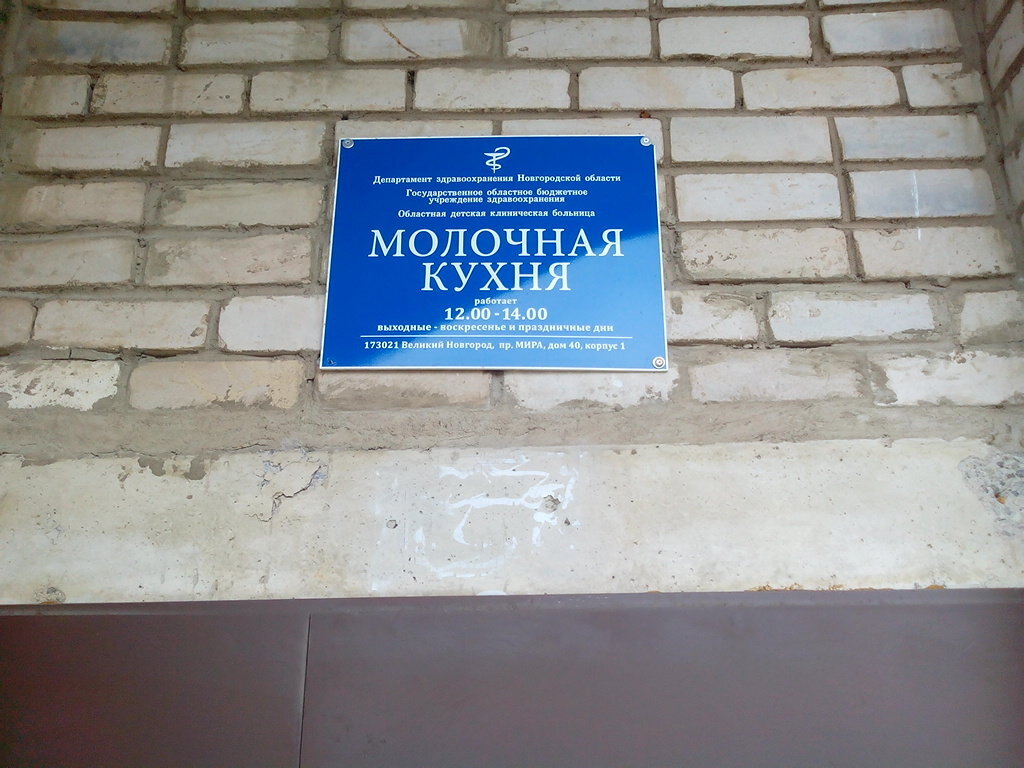 Департамент здравоохранения Новгородской области
Государственное областное бюджетное
учреждение здравоохранения
Областная детская клиническая больница
МОЛОЧНАЯ
КУХНЯ
работает
12.00 - 14.00
выходные - воскресенье и праздничные дни
173021 Великий Новгород, пр. МИРА, дом 40, корпус 1